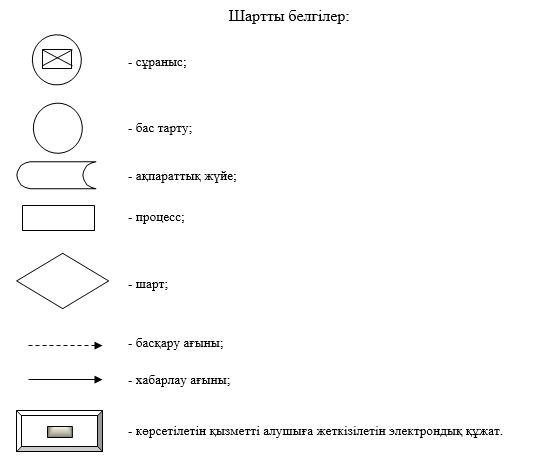 Шартты белгілер:
- сұраныс;
- бас тарту;
- ақпараттық жүйе;
- процесс;
- шарт;
- басқару ағыны;
- хабарлау ағыны;
- көрсетілетін қызметті алушыға жеткізілетін электрондық құжат.